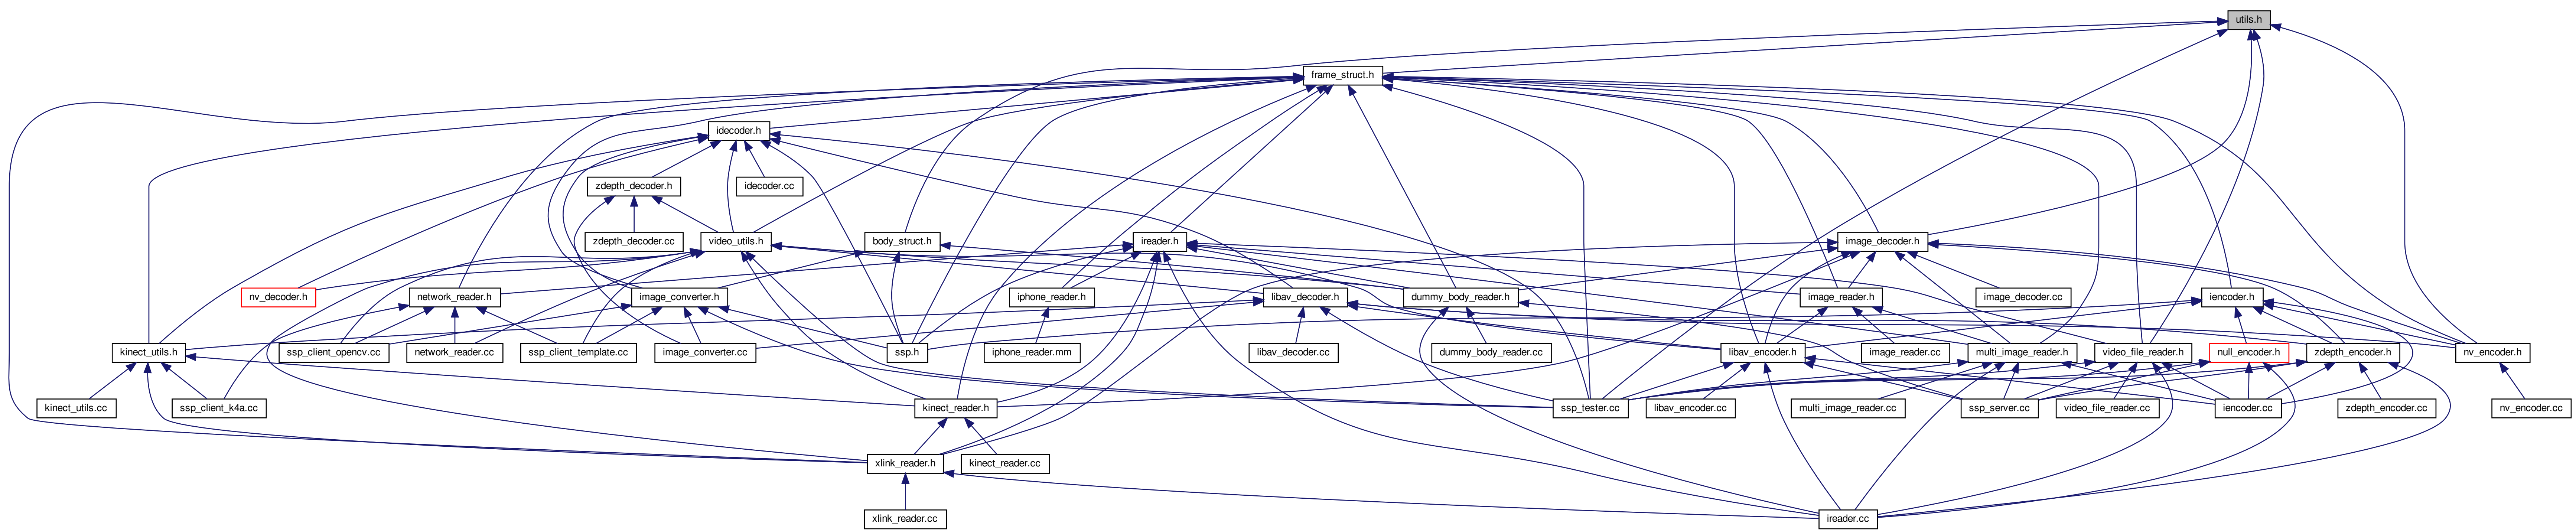 utils.h
frame_struct.h
idecoder.h
zdepth_decoder.h
idecoder.cc
zdepth_decoder.cc
video_utils.h
body_struct.h
ireader.h
image_decoder.h
nv_decoder.h
network_reader.h
image_converter.h
iphone_reader.h
libav_decoder.h
dummy_body_reader.h
image_reader.h
image_decoder.cc
iencoder.h
kinect_utils.h
ssp_client_opencv.cc
network_reader.cc
ssp_client_template.cc
image_converter.cc
ssp.h
iphone_reader.mm
libav_decoder.cc
dummy_body_reader.cc
libav_encoder.h
image_reader.cc
multi_image_reader.h
video_file_reader.h
null_encoder.h
zdepth_encoder.h
nv_encoder.h
kinect_utils.cc
ssp_client_k4a.cc
kinect_reader.h
ssp_tester.cc
libav_encoder.cc
multi_image_reader.cc
ssp_server.cc
video_file_reader.cc
iencoder.cc
zdepth_encoder.cc
nv_encoder.cc
xlink_reader.h
kinect_reader.cc
xlink_reader.cc
ireader.cc